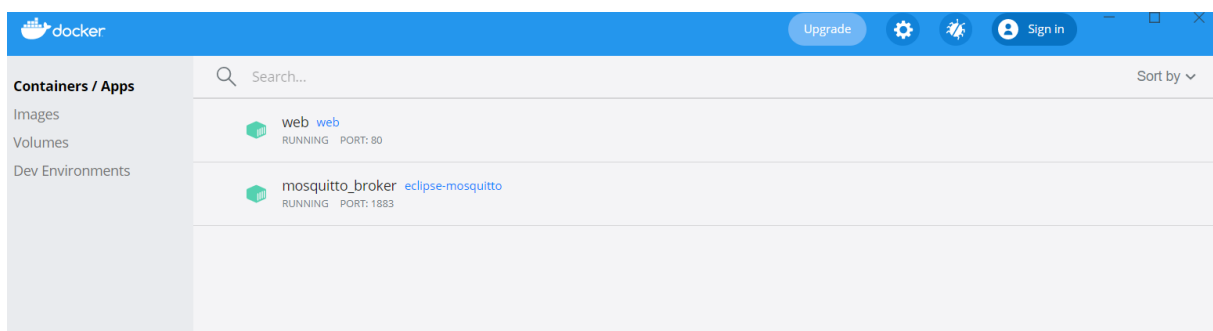 docker
Upgrade
Sign in
Containers / Apps
Images
Volumes
Dev Environments
Search...
Sort by
web web
RUNNING PORT: 80
mosquitto_broker eclipse-mosquitto
RUNNING PORT: 1883